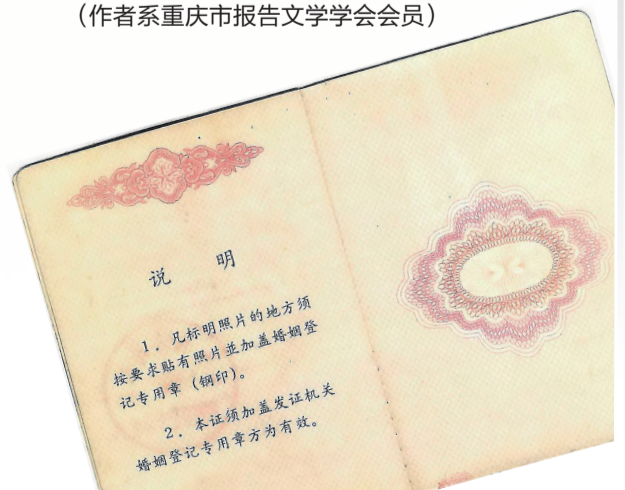 （作者系重庆市报告文学学会会员）
说 明
1．凡标明照片的地方须
按要求贴有照片並加盖婚姻登
记专用章（钢印）。
2．本证须加盖发证机关
婚姻登记专用章方为有效。